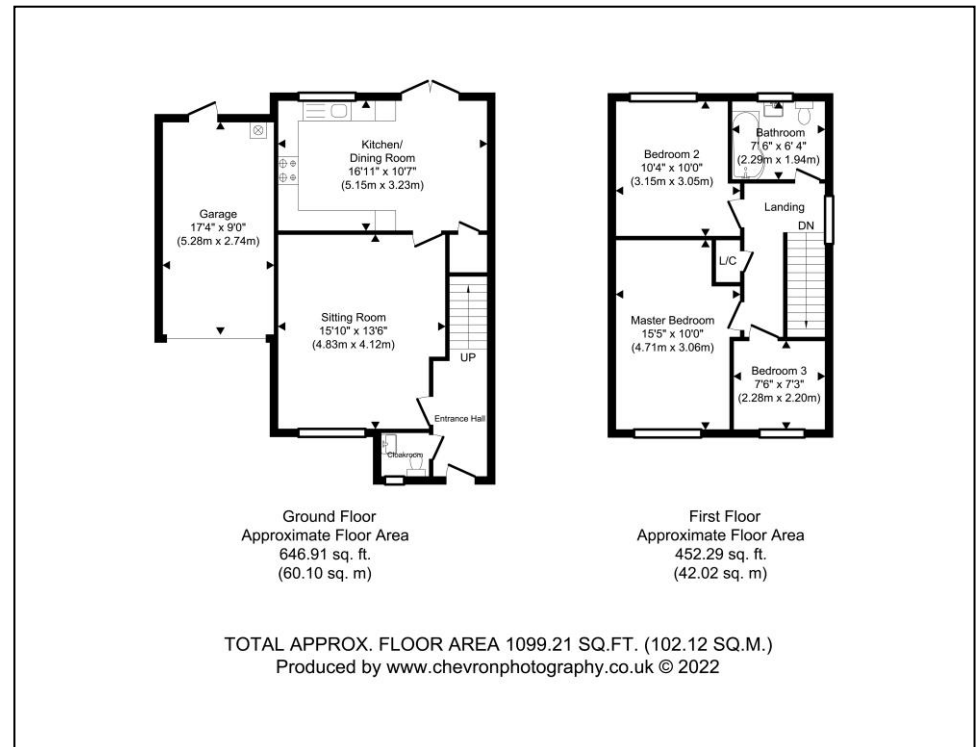 Kitchen/
Dining Room
16'11" x 10'7"
(5.15m x 3.23m)
Garage
17'4" x 9'0"
(5.28m x 2.74m)
Sitting Room
15'10" x 13'6"
(4.83m x 4.12m)
UP
Entrance Hall
Cloakroom
Ground Floor
Approximate Floor Area
646.91 sq. ft.
(60.10 sq. m)
Bedroom 2
10'4" x 10'0"
(3.15m x 3.05m)
Bathroom
7' 6" x 6' 4"
(2.29m x 1.94m)
Landing
DN
L/C
Master Bedroom
15'5" x 10'0"
(4.71m x 3.06m)
Bedroom 3
7'6" x 7'3"
(2.28m x 2.20m)
First Floor
Approximate Floor Area
452.29 sq. ft.
(42.02 sq. m)
TOTAL APPROX. FLOOR AREA 1099.21 SQ.FT. (102.12 SQ.M.)
Produced by www.chevronphotography.co.uk © 2022